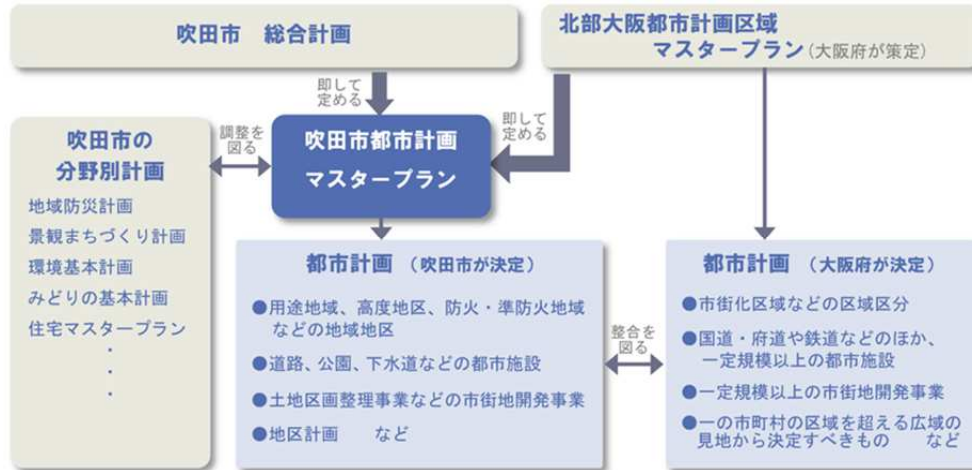 吹田市　総合計画
北部大阪都市計画区域
マスタープラン(大阪府が策定)
即して
定める
即して
定める
吹田市の
分野別計画
地域防災計画
景観まちづくり計画
環境基本計画
みどりの基本計画
住宅マスタープラン
・
・
・
調整を
図る
吹田市都市計画
マスタープラン
都市計画　（吹田市が決定）
●用途地域、高度地区、防火・準防火地域
などの地域地区
●道路、公園、下水道などの都市施設
●土地区画整理事業などの市街地開発事業
●地区計画　　など
整合を
図る
都市計画　（大阪府が決定）
●市街化区域などの区域区分
●国道・府道や鉄道などのほか、
一定規模以上の都市施設
●一定規模以上の市街地開発事業
●一の市町村の区域を超える広域の
見地から決定すべきもの　　など